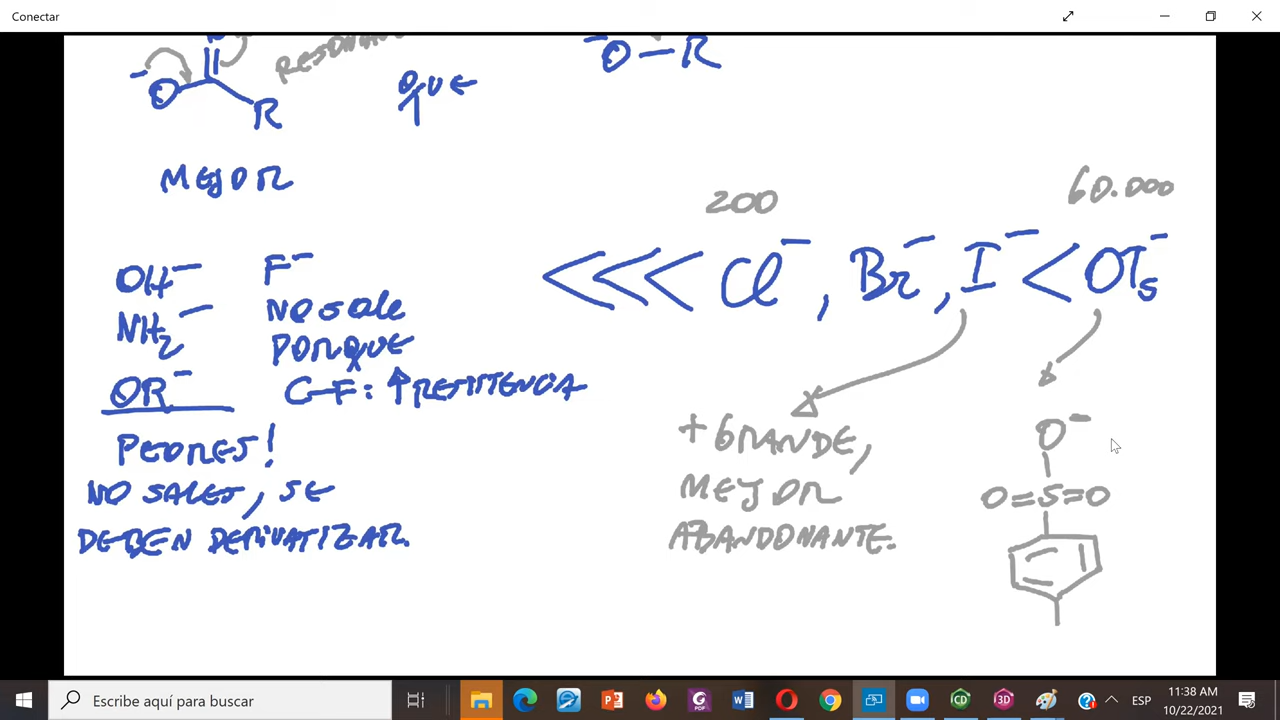 Conectar
O
RESONAN
-O
R
QUE
-O-R
MEJOR
200
60.000
OH- F-
NH2- NO SALE
PORQUE
OR- C-F: ↑RESISTENCIA
<<< Cl-, Br-, I- < OTs-
PEORES!
NO SALES, SE
DEBEN DERIVATIZAR.
+ GRANDE,
MEJOR
ABANDONANTE.
O-
O=S=O
Escribe aquí para buscar
ESP
11:38 AM
10/22/2021